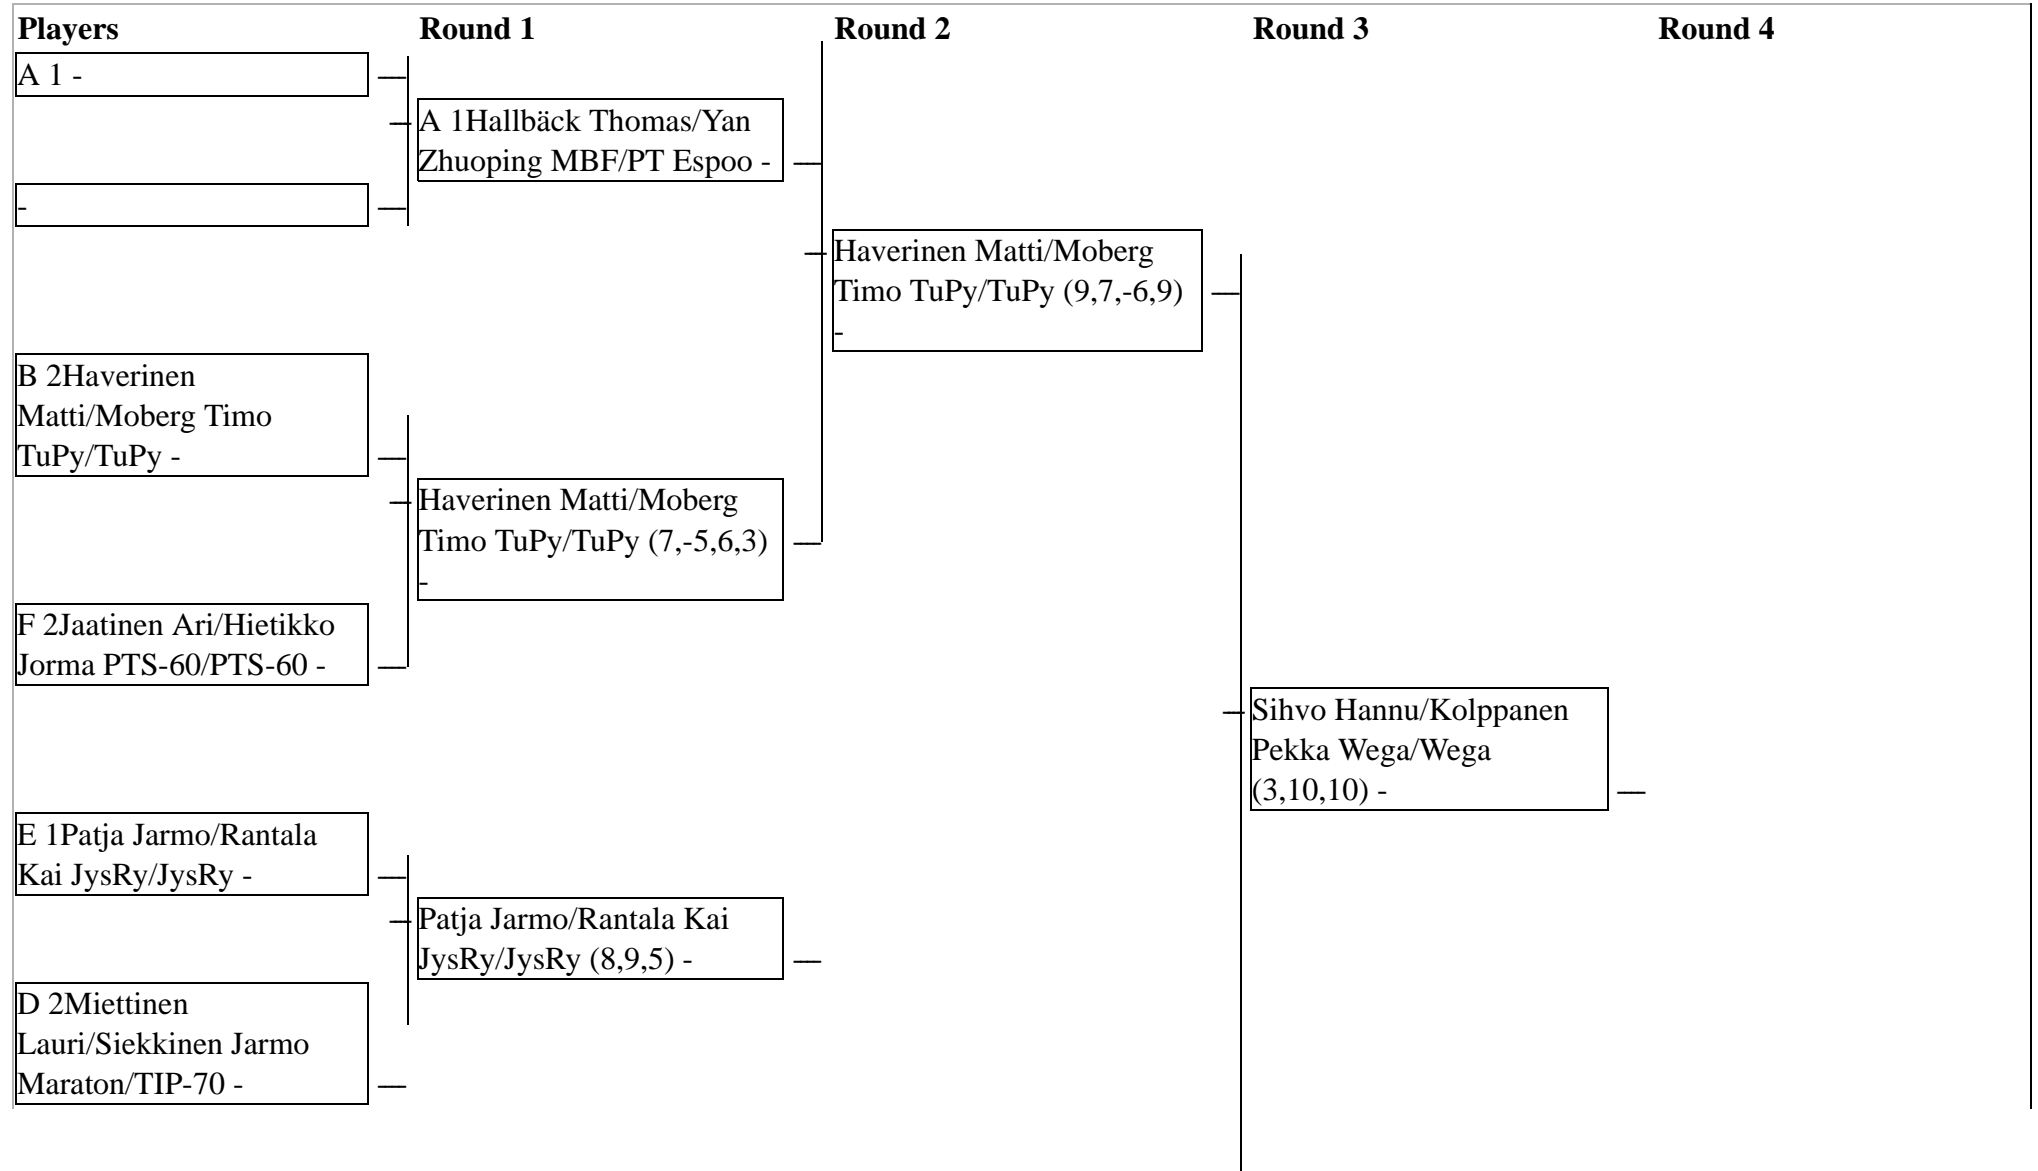 Players Round 1 Round 2 Round 3 Round 4
A 1 -
A 1Hallbäck Thomas/Yan
Zhuoping MBF/PT Espoo -
-
Haverinen Matti/Moberg
Timo TuPy/TuPy (9,7,-6,9)
-
B 2Haverinen
Matti/Moberg Timo
TuPy/TuPy -
Haverinen Matti/Moberg
Timo TuPy/TuPy (7,-5,6,3)
-
F 2Jaatinen Ari/Hietikko
Jorma PTS-60/PTS-60 -
Sihvo Hannu/Kolppanen
Pekka Wega/Wega
(3,10,10) -
E 1Patja Jarmo/Rantala
Kai JysRy/JysRy -
Patja Jarmo/Rantala Kai
JysRy/JysRy (8,9,5) -
D 2Miettinen
Lauri/Siekkinen Jarmo
Maraton/TIP-70 -